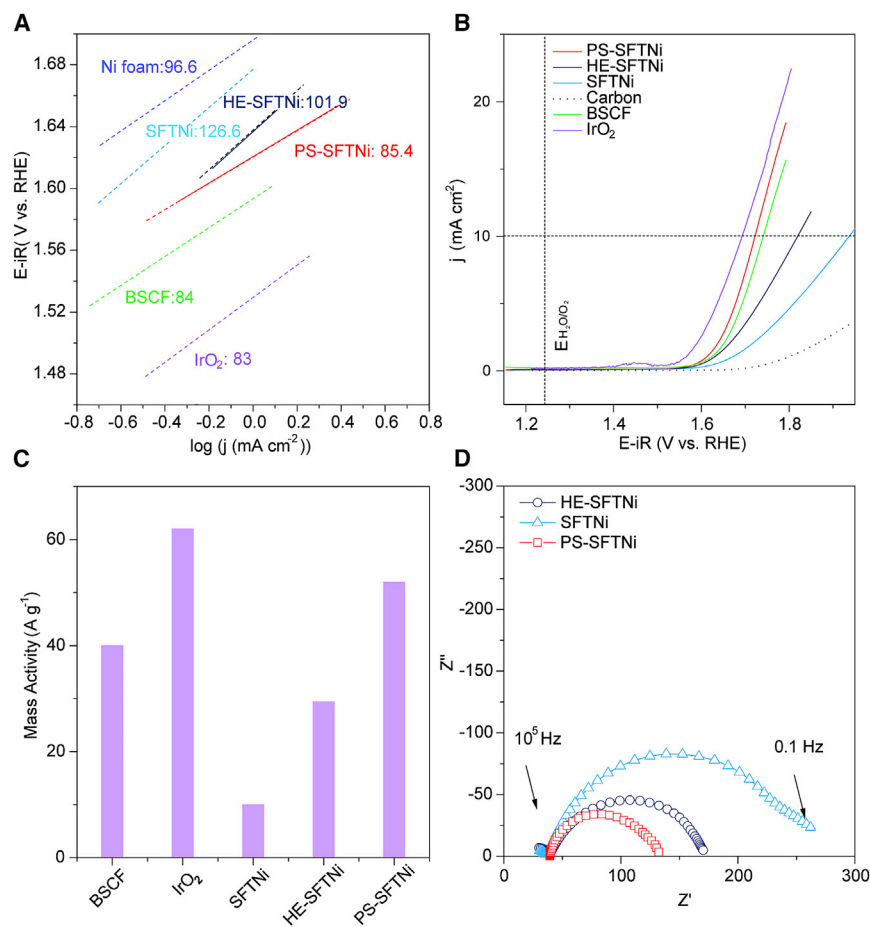 A
1.68
1.64
1.60
1.56
1.52
1.48
E-iR( V vs. RHE)
Ni foam:96.6
HE-SFTNi:101.9
SFTNi:126.6
PS-SFTNi: 85.4
BSCF:84
IrO₂: 83
-0.8 -0.6 -0.4 -0.2 0.0 0.2 0.4 0.6 0.8
log (j (mA cm⁻²))
B
20
10
0
j (mA cm⁻²)
PS-SFTNi
HE-SFTNi
SFTNi
Carbon
BSCF
IrO₂
E H₂O/O₂
1.2 1.4 1.6 1.8
E-iR (V vs. RHE)
C
60
40
20
0
Mass Activity (A g⁻¹)
BSCF
IrO₂
SFTNi
HE-SFTNi
PS-SFTNi
D
-300
-250
-200
-150
-100
-50
0
Z''
HE-SFTNi
SFTNi
PS-SFTNi
10⁵ Hz
0.1 Hz
0 100 200 300
Z'